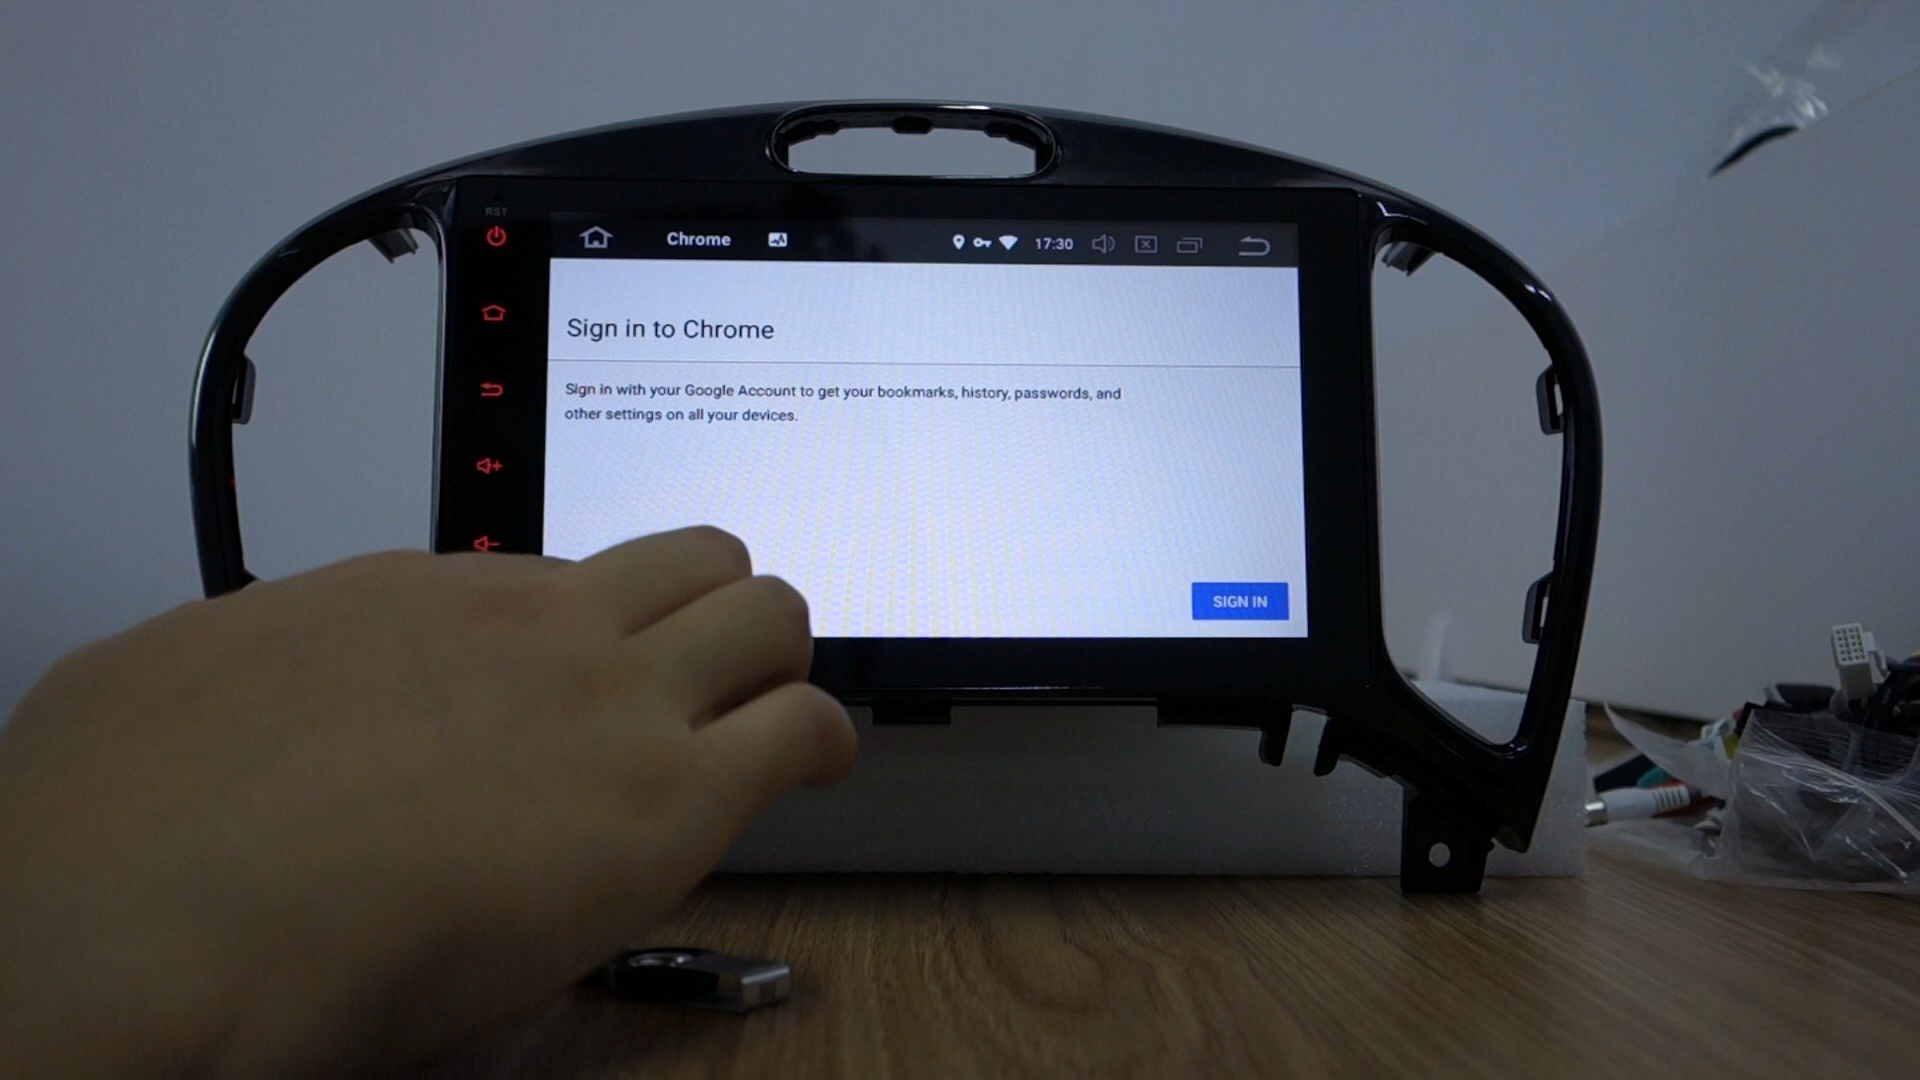 RST
Chrome
17:30
Sign in to Chrome
Sign in with your Google Account to get your bookmarks, history, passwords, and
other settings on all your devices.
SIGN IN